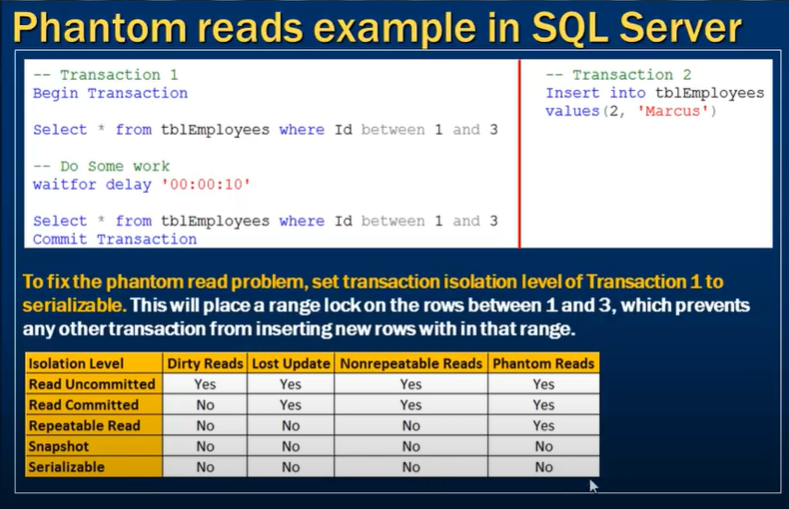 Phantom reads example in SQL Server
-- Transaction 1
Begin Transaction
Select * from tblEmployees where Id between 1 and 3
-- Do Some work
waitfor delay '00:00:10'
Select * from tblEmployees where Id between 1 and 3
Commit Transaction
-- Transaction 2
Insert into tblEmployees
values(2, 'Marcus')
To fix the phantom read problem, set transaction isolation level of Transaction 1 to
serializable. This will place a range lock on the rows between 1 and 3, which prevents
any other transaction from inserting new rows with in that range.
Isolation Level Dirty Reads Lost Update Nonrepeatable Reads Phantom Reads
Read Uncommitted Yes Yes Yes Yes
Read Committed No Yes Yes Yes
Repeatable Read No No No Yes
Snapshot No No No No
Serializable No No No No